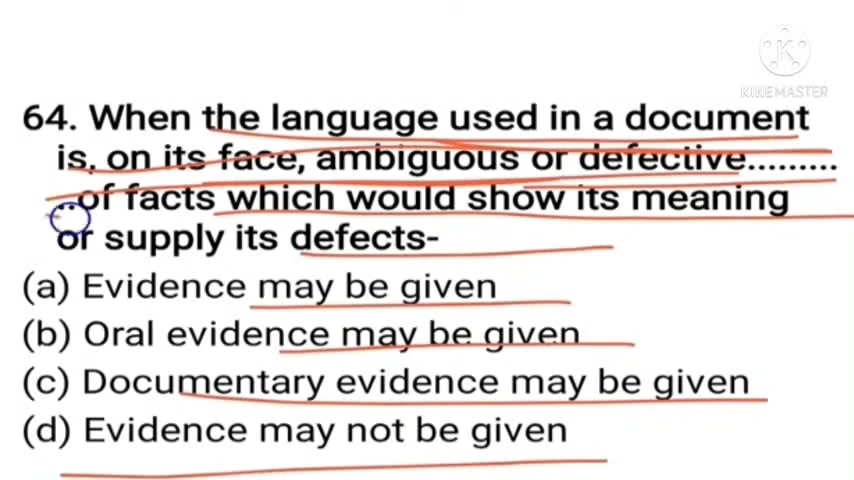 KINEMASTER
64. When the language used in a document
is, on its face, ambiguous or defective.........
..of facts which would show its meaning
or supply its defects-
(a) Evidence may be given
(b) Oral evidence may be given
(c) Documentary evidence may be given
(d) Evidence may not be given